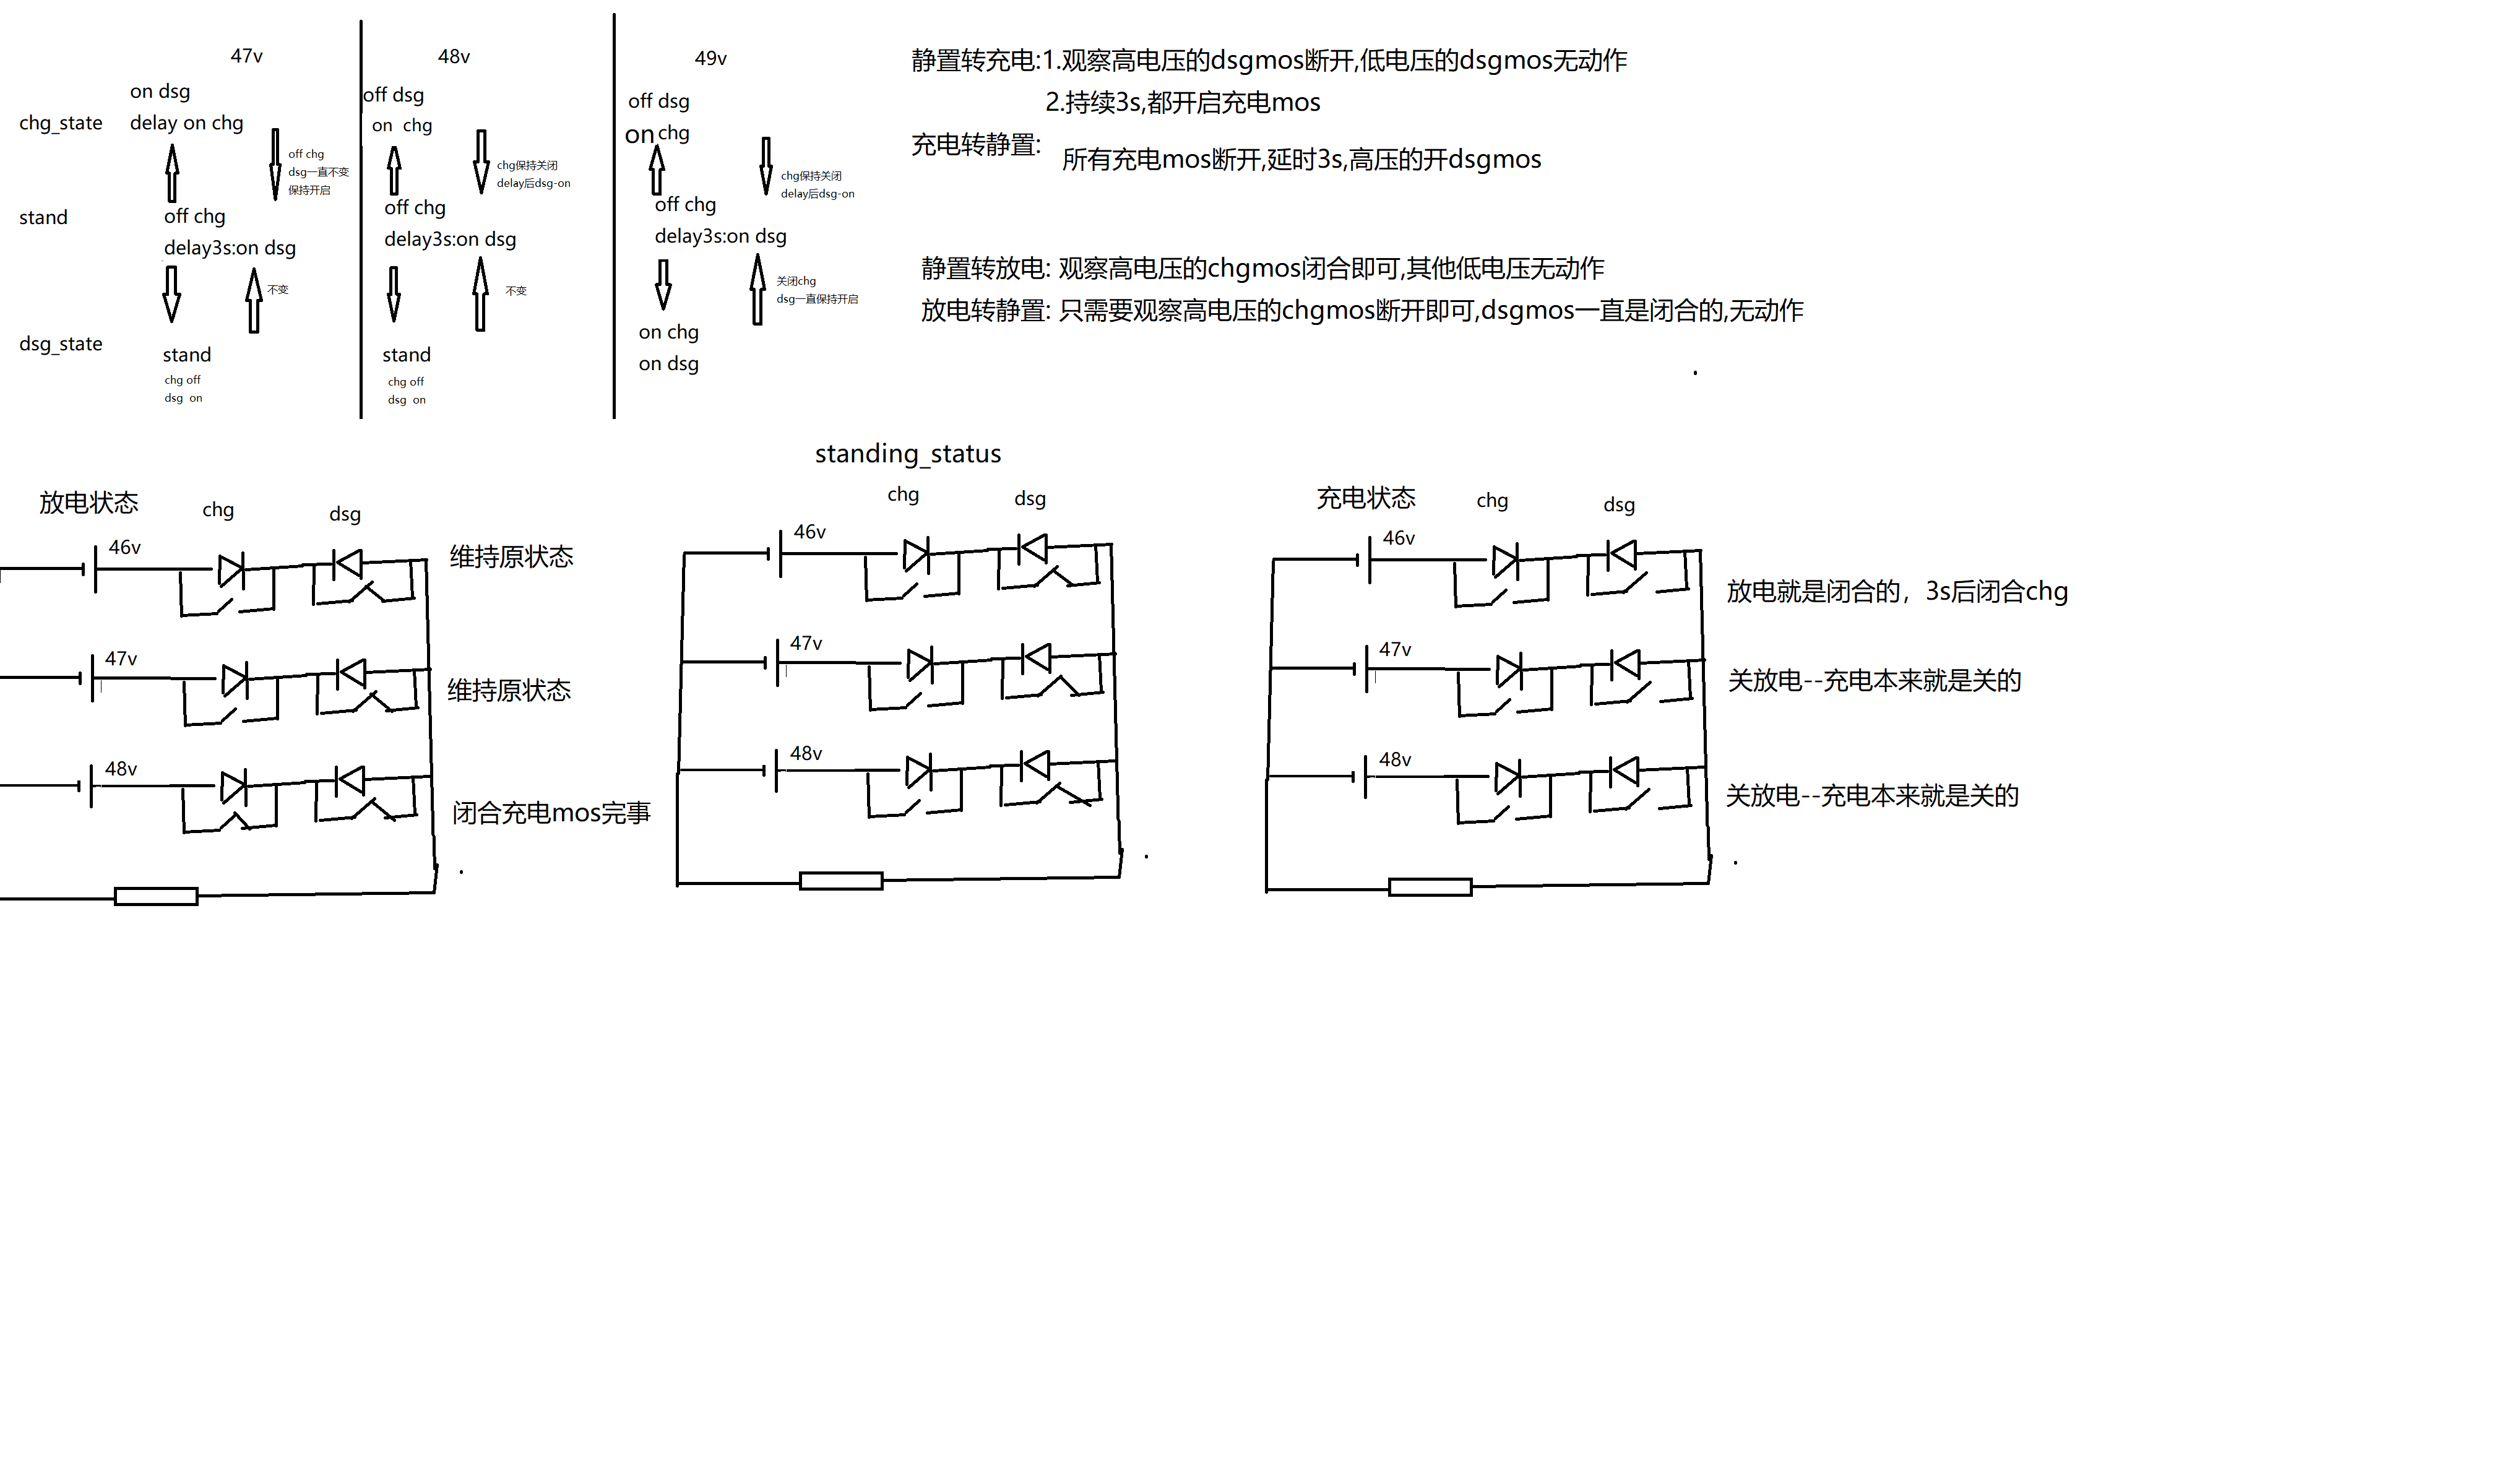 47v
48v
49v
on dsg
delay on chg
off dsg
on chg
off dsg
on chg
chg_state
off chg
dsg一直不变
保持开启
chg保持关闭
delay后dsg-on
chg保持关闭
delay后dsg-on
stand
off chg
delay3s:on dsg
off chg
delay3s:on dsg
off chg
delay3s:on dsg
不变
不变
关闭chg
dsg一直保持开启
dsg_state
stand
chg off
dsg on
stand
chg off
dsg on
on chg
on dsg
静置转充电:1.观察高电压的dsgmos断开,低电压的dsgmos无动作
2.持续3s,都开启充电mos
充电转静置:
所有充电mos断开,延时3s,高压的开dsgmos
静置转放电: 观察高电压的chgmos闭合即可,其他低电压无动作
放电转静置: 只需要观察高电压的chgmos断开即可,dsgmos一直是闭合的,无动作
放电状态
chg
dsg
46v
维持原状态
47v
维持原状态
48v
闭合充电mos完事
standing_status
chg
dsg
46v
47v
48v
充电状态
chg
dsg
46v
放电就是闭合的，3s后闭合chg
47v
关放电--充电本来就是关的
48v
关放电--充电本来就是关的